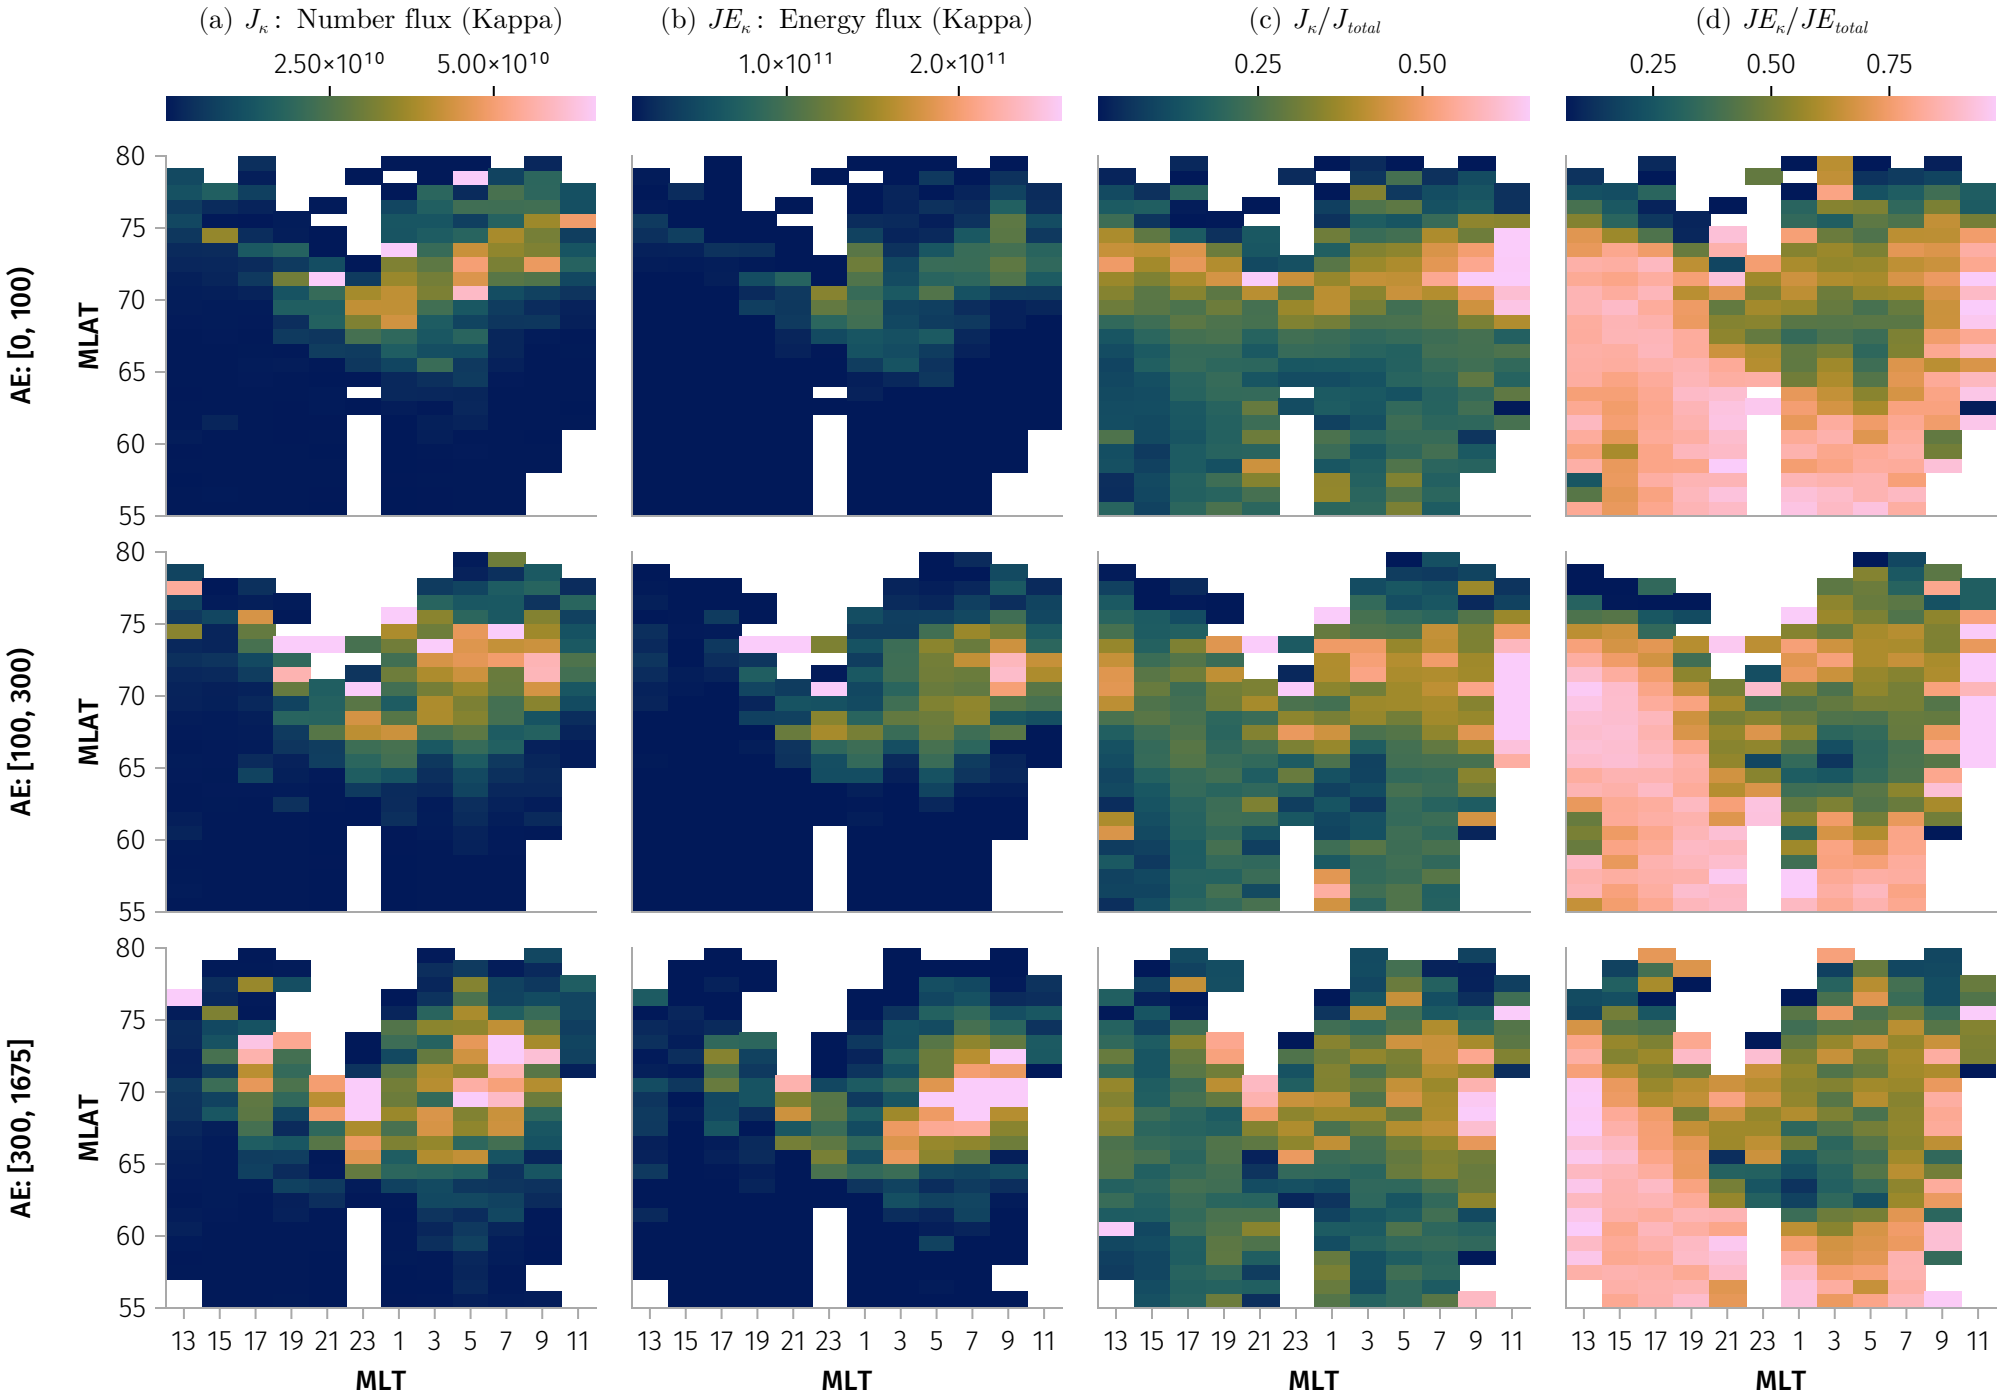 (a) Jκ: Number flux (Kappa)
(b) JEκ: Energy flux (Kappa)
(c) Jκ/Jtotal
(d) JEκ/JEtotal
2.50×10¹⁰ 5.00×10¹⁰
1.0×10¹¹ 2.0×10¹¹
0.25 0.50
0.25 0.50 0.75
AE: [0, 100)
MLAT
80
75
70
65
60
55
AE: [100, 300)
MLAT
80
75
70
65
60
55
AE: [300, 1675]
MLAT
80
75
70
65
60
55
13 15 17 19 21 23 1 3 5 7 9 11
13 15 17 19 21 23 1 3 5 7 9 11
13 15 17 19 21 23 1 3 5 7 9 11
13 15 17 19 21 23 1 3 5 7 9 11
MLT
MLT
MLT
MLT